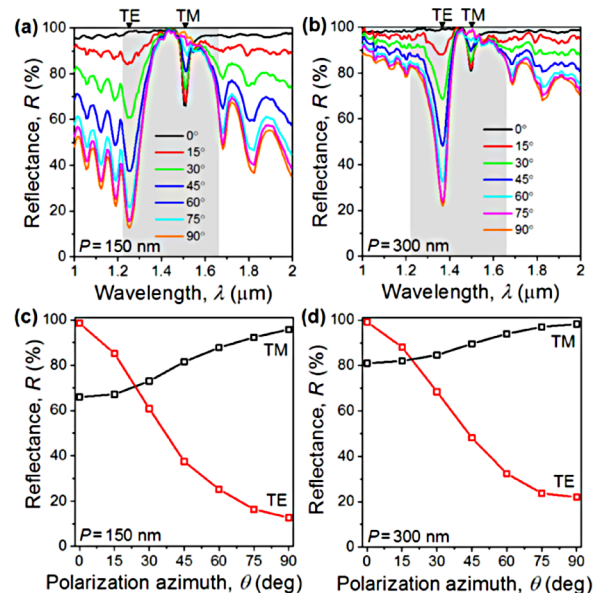 (a)
TE
TM
Reflectance, R (%)
100
80
60
40
20
0
0°
15°
30°
45°
60°
75°
90°
P = 150 nm
1
1.2
1.4
1.6
1.8
2
Wavelength, λ (μm)
(b)
TE
TM
Reflectance, R (%)
100
80
60
40
20
0
0°
15°
30°
45°
60°
75°
90°
P = 300 nm
1
1.2
1.4
1.6
1.8
2
Wavelength, λ (μm)
(c)
Reflectance, R (%)
100
80
60
40
20
0
TM
TE
P = 150 nm
0
15
30
45
60
75
90
Polarization azimuth, θ (deg)
(d)
Reflectance, R (%)
100
80
60
40
20
0
TM
TE
P = 300 nm
0
15
30
45
60
75
90
Polarization azimuth, θ (deg)